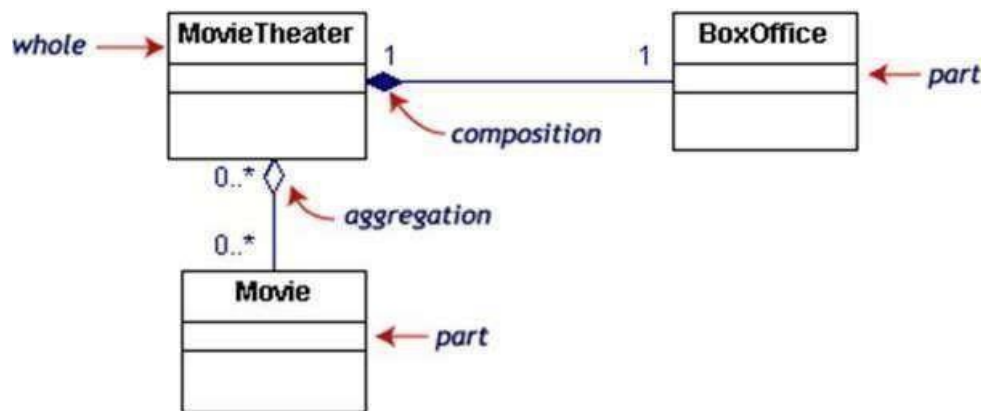 whole
MovieTheater
1
1
BoxOffice
part
composition
0..*
aggregation
0..*
Movie
part